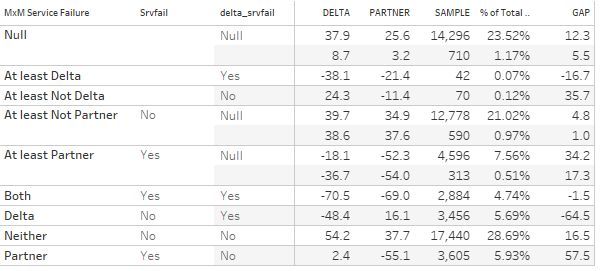 MxM Service Failure Srvfail delta_srvfail DELTA PARTNER SAMPLE % of Total .. GAP
Null Null 37.9 25.6 14,296 23.52% 12.3
8.7 3.2 710 1.17% 5.5
At least Delta Yes -38.1 -21.4 42 0.07% -16.7
At least Not Delta No 24.3 -11.4 70 0.12% 35.7
At least Not Partner No Null 39.7 34.9 12,778 21.02% 4.8
38.6 37.6 590 0.97% 1.0
At least Partner Yes Null -18.1 -52.3 4,596 7.56% 34.2
-36.7 -54.0 313 0.51% 17.3
Both Yes Yes -70.5 -69.0 2,884 4.74% -1.5
Delta No Yes -48.4 16.1 3,456 5.69% -64.5
Neither No No 54.2 37.7 17,440 28.69% 16.5
Partner Yes No 2.4 -55.1 3,605 5.93% 57.5